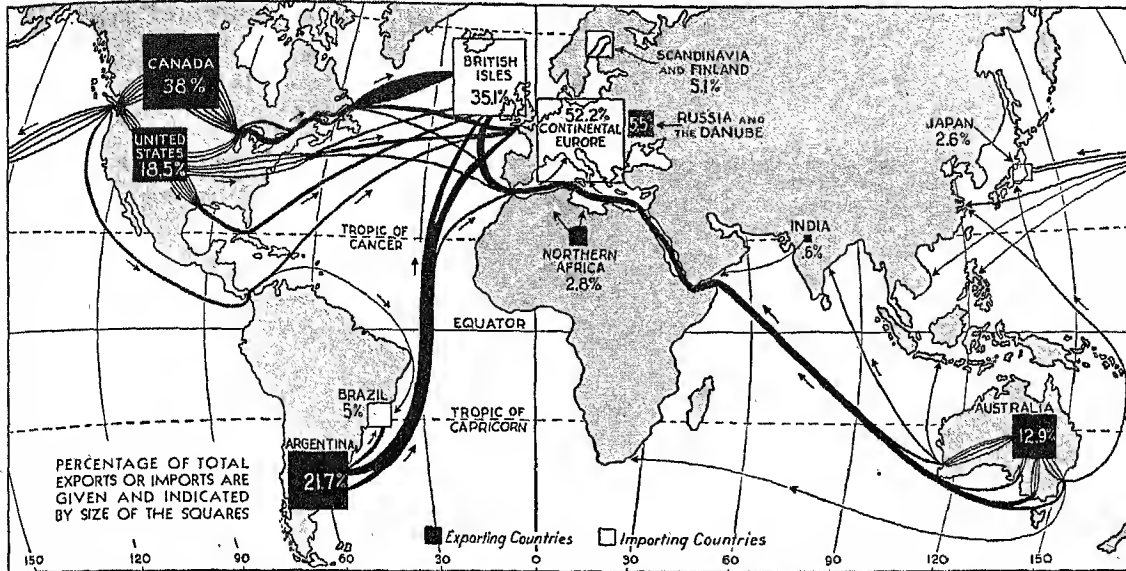 CANADA
38%
UNITED
STATES
18.5%
BRITISH
ISLES
35.1%
SCANDINAVIA
AND FINLAND
5.1%
52.2%
CONTINENTAL
EUROPE
5.5
RUSSIA AND
THE DANUBE
JAPAN
2.6%
TROPIC OF
CANCER
NORTHERN
AFRICA
2.8%
INDIA
.6%
EQUATOR
BRAZIL
5%
TROPIC OF
CAPRICORN
ARGENTINA
21.7%
AUSTRALIA
12.9%
PERCENTAGE OF TOTAL
EXPORTS OR IMPORTS ARE
GIVEN AND INDICATED
BY SIZE OF THE SQUARES
Exporting Countries
Importing Countries
150 120 90 60 30 0 30 60 90 120 150